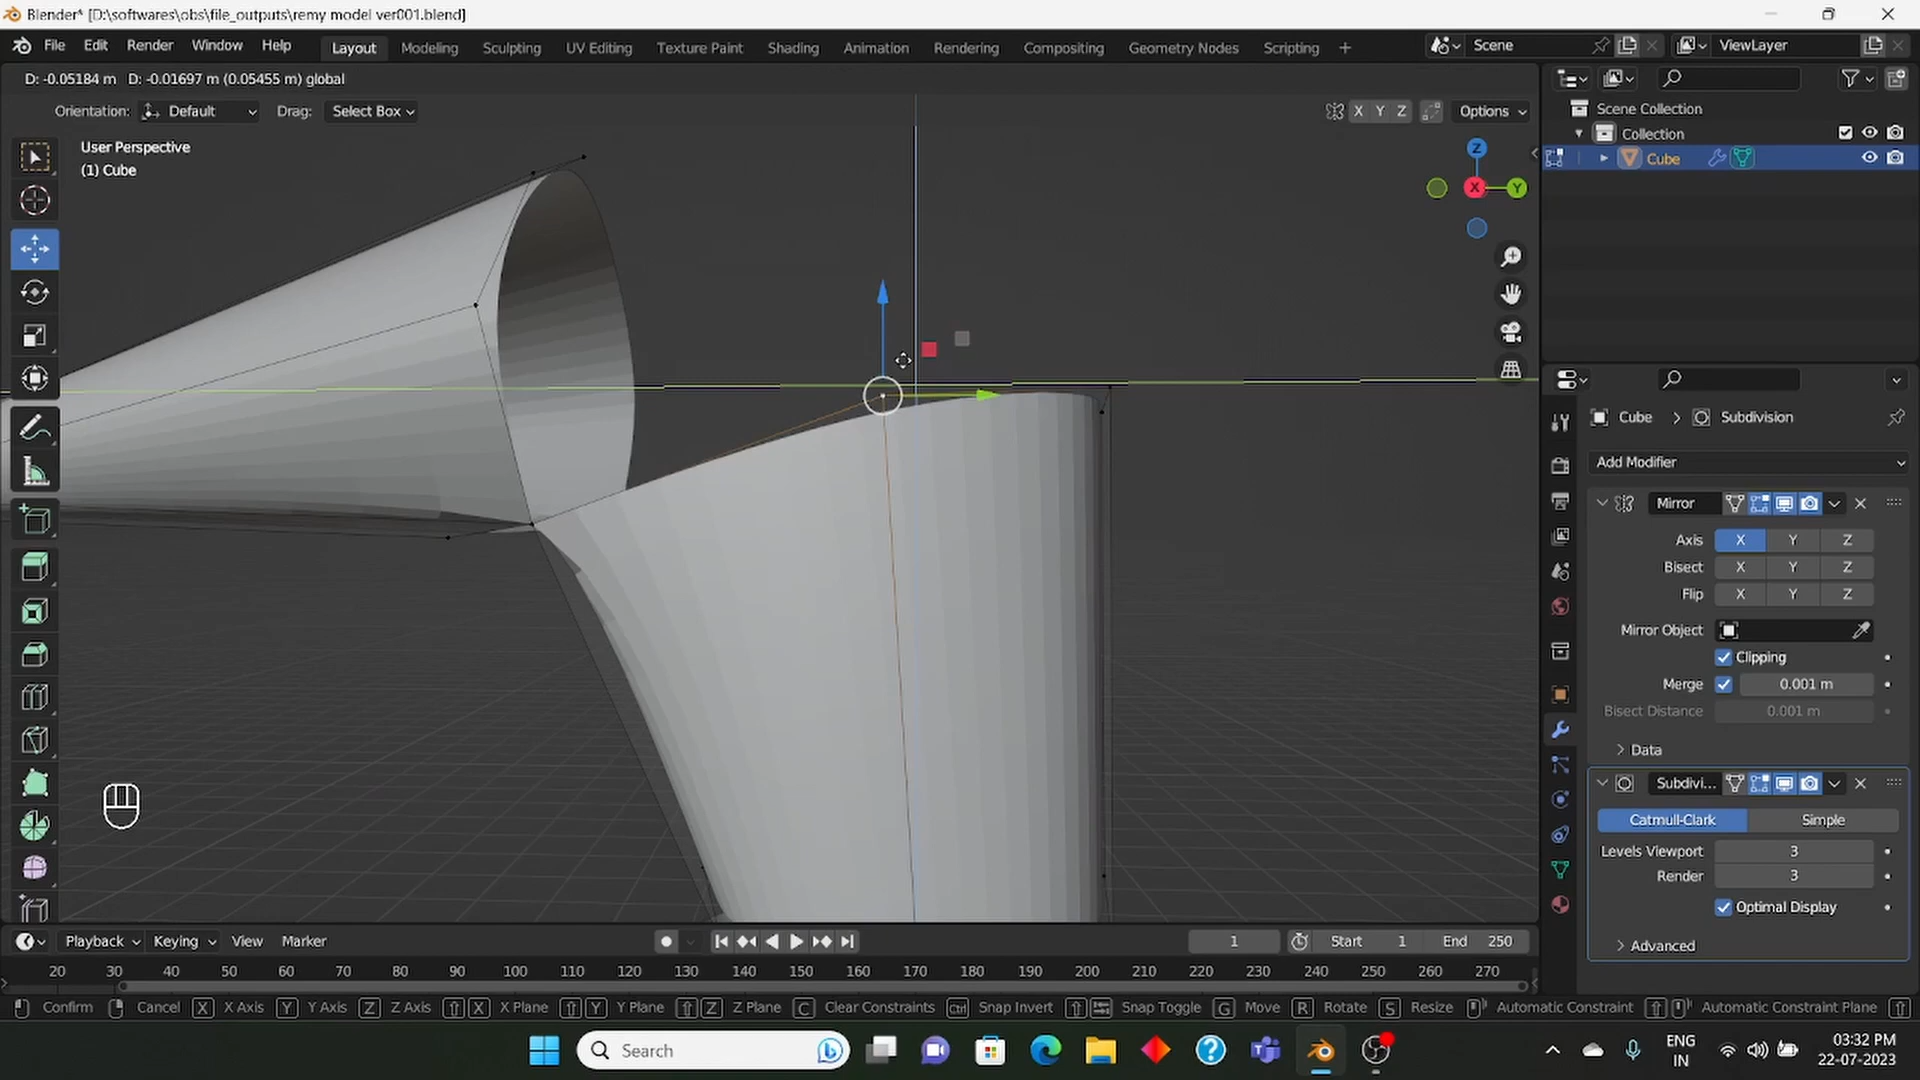 Blender* [D:\softwares\obs\file_outputs\remy model ver001.blend]
File Edit Render Window Help Layout Modeling Sculpting UV Editing Texture Paint Shading Animation Rendering Compositing Geometry Nodes Scripting + Scene ViewLayer
D: -0.05184 m D: -0.01697 m (0.05455 m) global
Orientation: Default Drag: Select Box X Y Z Options
User Perspective
(1) Cube
Z
X Y
Scene Collection
Collection
Cube
Cube > Subdivision
Add Modifier
Mirror
Axis X Y Z
Bisect X Y Z
Flip X Y Z
Mirror Object
Clipping
Merge 0.001 m
Bisect Distance 0.001 m
Data
Subdivi...
Catmull-Clark Simple
Levels Viewport 3
Render 3
Optimal Display
Advanced
Playback Keying View Marker 1 Start 1 End 250
20 30 40 50 60 70 80 90 100 110 120 130 140 150 160 170 180 190 200 210 220 230 240 250 260 270
Confirm Cancel X X Axis Y Y Axis Z Z Axis X X Plane Y Y Plane Z Z Plane C Clear Constraints Ctrl Snap Invert Snap Toggle G Move R Rotate S Resize Automatic Constraint Automatic Constraint Plane
Search ENG IN 03:32 PM 22-07-2023